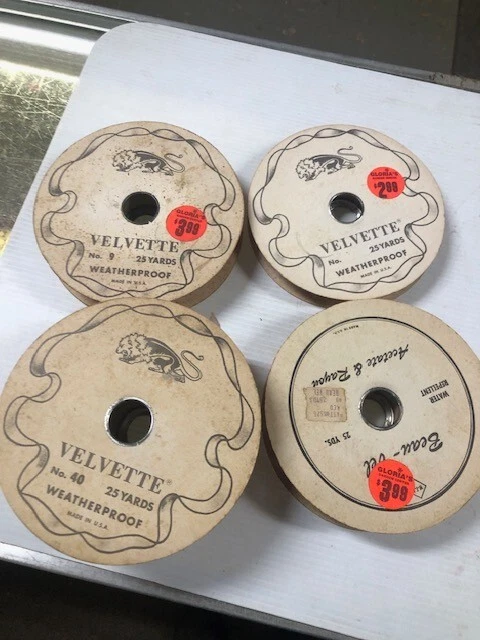 GLORIA'S
$3.99
VELVETTE
No. 9 25 YARDS
WEATHERPROOF
MADE IN U.S.A.
GLORIA'S
$2.99
VELVETTE®
No. 25 YARDS
WEATHERPROOF
MADE IN U.S.A.
VELVETTE®
No. 40 25 YARDS
WEATHERPROOF
MADE IN U.S.A.
Beau-Vel
25 YDS.
WATER
REPELLENT
Acetate & Rayon
MADE IN U.S.A.
GLORIA'S
$3.99